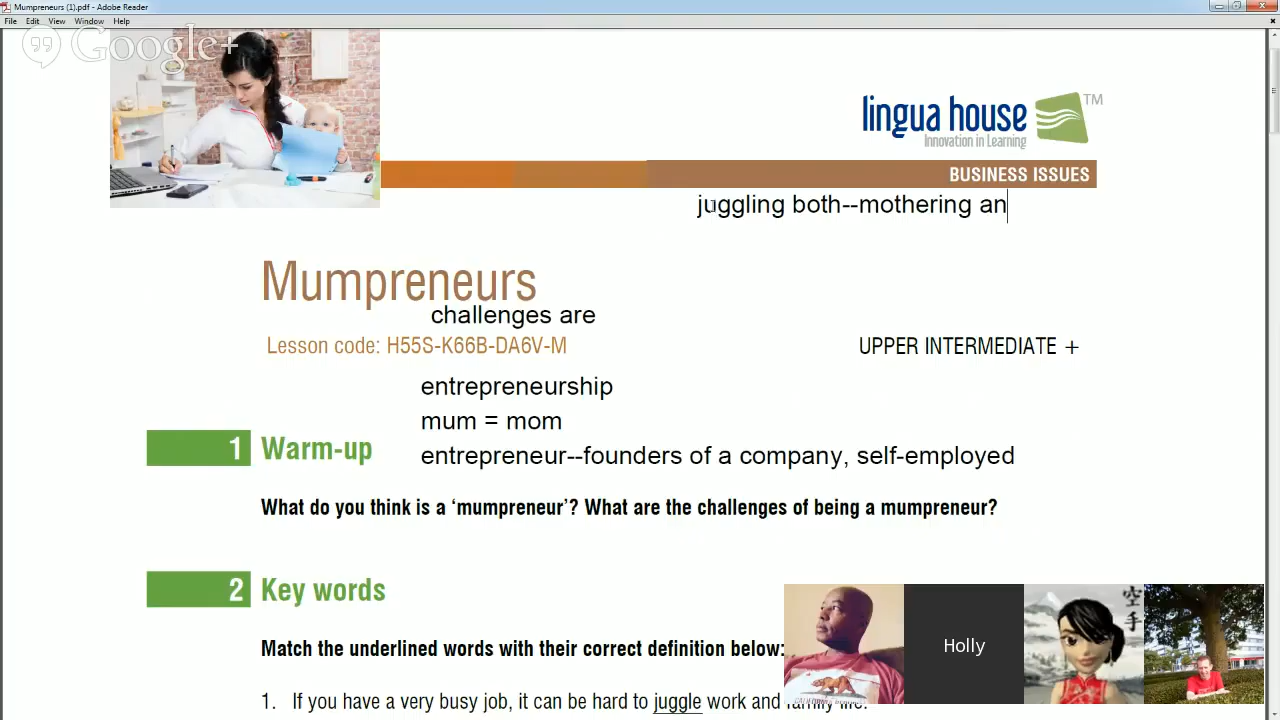 Mumpreneurs (1).pdf - Adobe Reader
File Edit View Window Help
Google+
lingua house TM
Innovation in Learning
BUSINESS ISSUES
juggling both--mothering an
Mumpreneurs
challenges are
Lesson code: H55S-K66B-DA6V-M
UPPER INTERMEDIATE +
entrepreneurship
mum = mom
1 Warm-up
entrepreneur--founders of a company, self-employed
What do you think is a ‘mumpreneur’? What are the challenges of being a mumpreneur?
2 Key words
Holly
空手
Match the underlined words with their correct definition below:
1. If you have a very busy job, it can be hard to juggle work and family life.